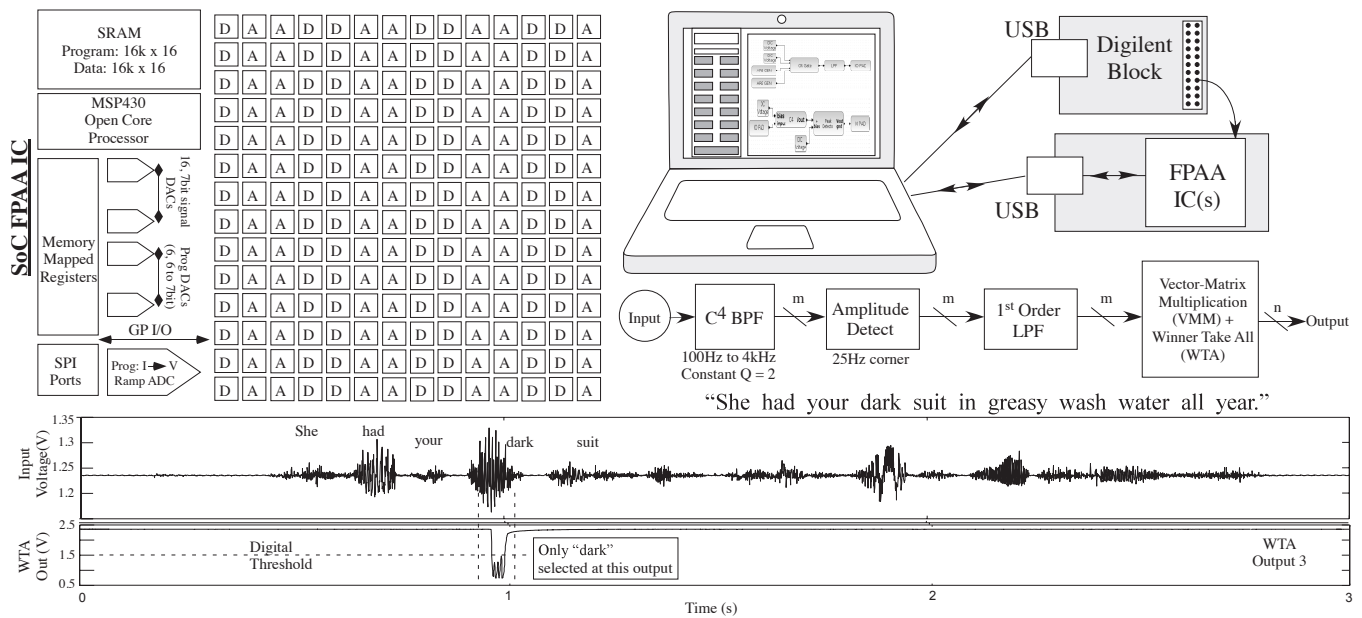 SoC FPAA IC
SRAM
Program: 16k x 16
Data: 16k x 16
MSP430
Open Core
Processor
Memory
Mapped
Registers
16, 7bit signal
DACs
Prog DACs
(6, 6 to 7bit)
GP I/O
SPI
Ports
Prog: I V
Ramp ADC
D A A D D A A D D A A D D A
D A A D D A A D D A A D D A
D A A D D A A D D A A D D A
D A A D D A A D D A A D D A
D A A D D A A D D A A D D A
D A A D D A A D D A A D D A
D A A D D A A D D A A D D A
D A A D D A A D D A A D D A
D A A D D A A D D A A D D A
D A A D D A A D D A A D D A
D A A D D A A D D A A D D A
D A A D D A A D D A A D D A
D A A D D A A D D A A D D A
D A A D D A A D D A A D D A
USB
Digilent
Block
USB
FPAA
IC(s)
Input
C4 BPF
100Hz to 4kHz
Constant Q = 2
m
Amplitude
Detect
25Hz corner
m
1st Order
LPF
m
Vector-Matrix
Multiplication
(VMM) +
Winner Take All
(WTA)
n
Output
“She had your dark suit in greasy wash water all year.”
Input
Voltage(V)
1.35
1.3
1.25
1.2
She had your dark suit
WTA
Out (V)
2.5
1.5
0.5
Digital
Threshold
Only “dark”
selected at this output
WTA
Output 3
0 1 2 3
Time (s)